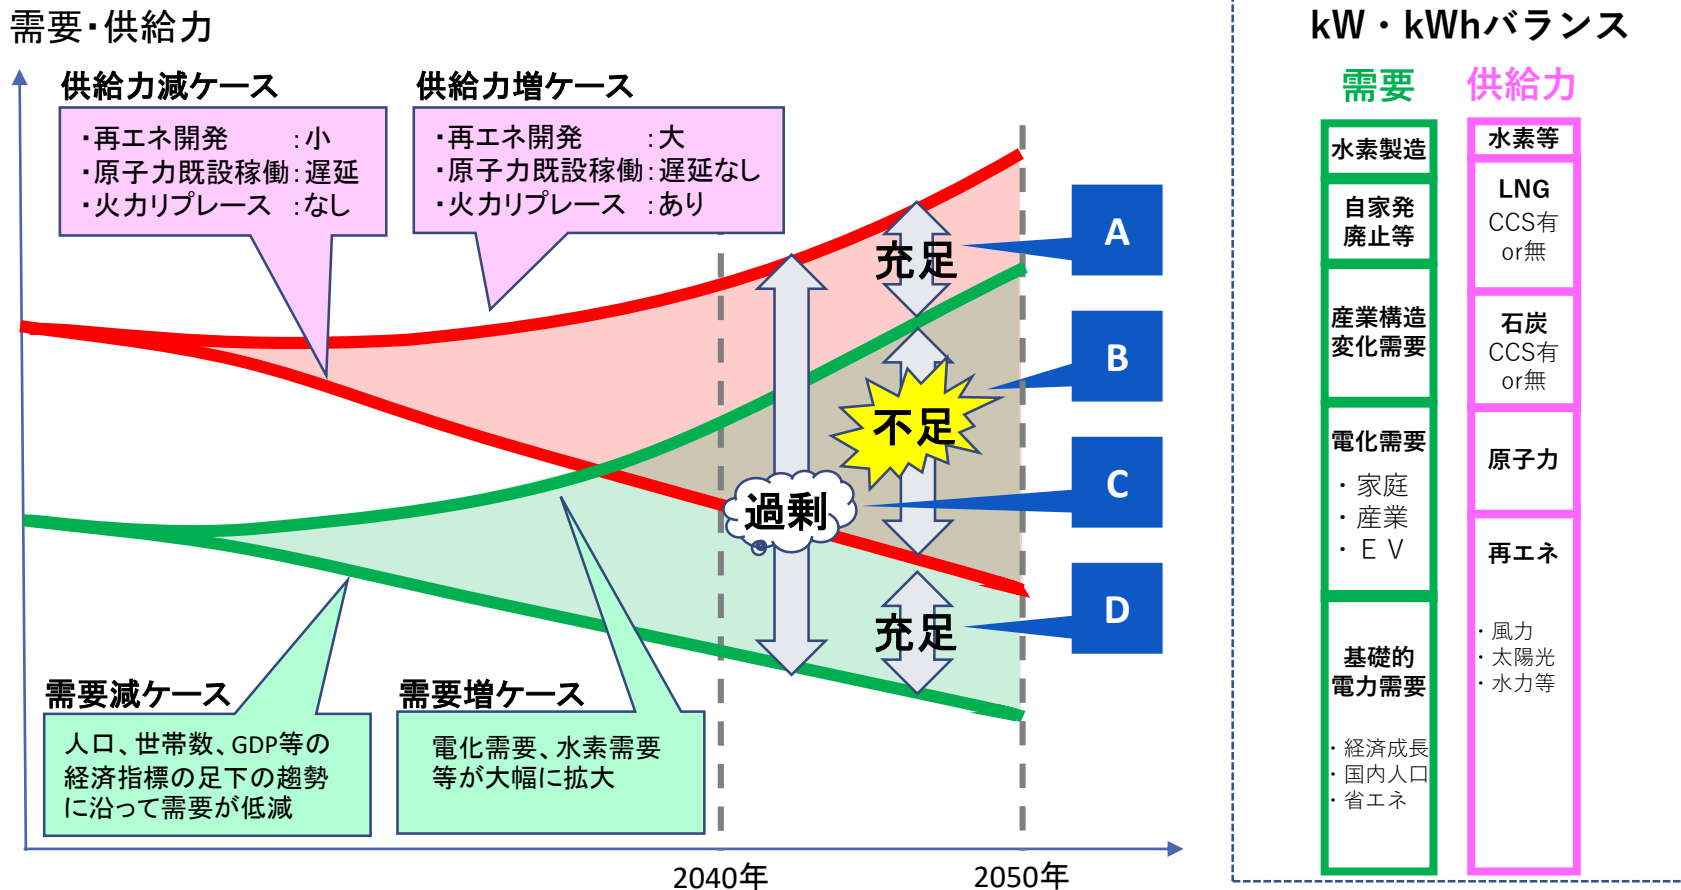 需要・供給力
供給力減ケース
・再エネ開発　　：小
・原子力既設稼働：遅延
・火力リプレース　：なし
供給力増ケース
・再エネ開発　　：大
・原子力既設稼働：遅延なし
・火力リプレース　：あり
充足
不足
過剰
充足
A
B
C
D
需要減ケース
人口、世帯数、GDP等の
経済指標の足下の趨勢
に沿って需要が低減
需要増ケース
電化需要、水素需要
等が大幅に拡大
2040年
2050年
kW・kWhバランス
需要
水素製造
自家発
廃止等
産業構造
変化需要
電化需要
・家庭
・産業
・ＥＶ
基礎的
電力需要
・経済成長
・国内人口
・省エネ
供給力
水素等
LNG
CCS有
or無
石炭
CCS有
or無
原子力
再エネ
・風力
・太陽光
・水力等